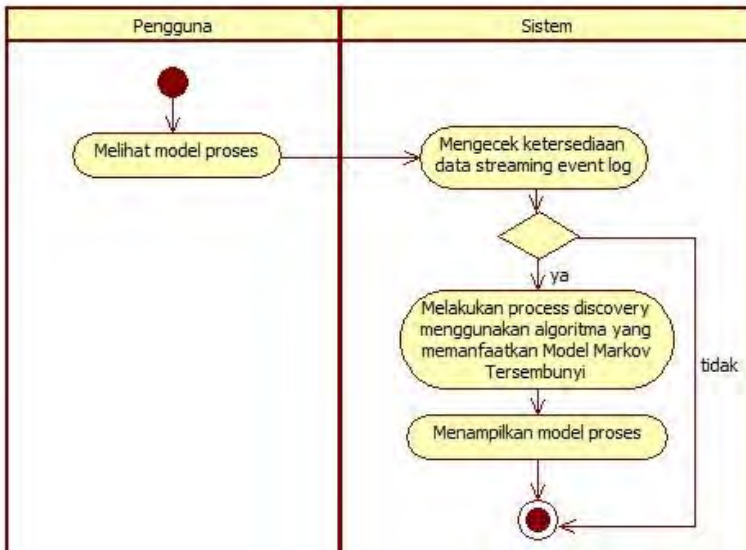 Pengguna
Sistem
Melihat model proses
Mengecek ketersediaan
data streaming event log
ya
Melakukan process discovery
menggunakan algoritma yang
memanfaatkan Model Markov
Tersembunyi
tidak
Menampilkan model proses